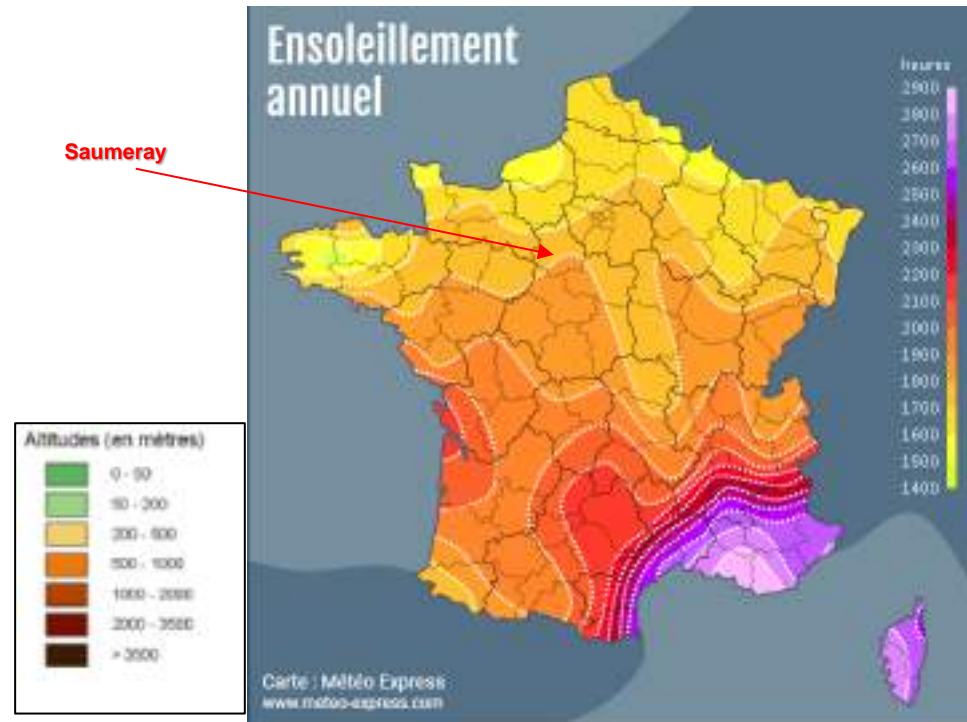 Ensoleillement
annuel
Saumeray
heures
2900
2800
2700
2600
2500
2400
2300
2200
2100
2000
1900
1800
1700
1600
1500
1400
Altitudes (en mètres)
0 - 50
50 - 200
200 - 500
500 - 1000
1000 - 2000
2000 - 3500
> 3500
Carte : Météo Express
www.meteo-express.com